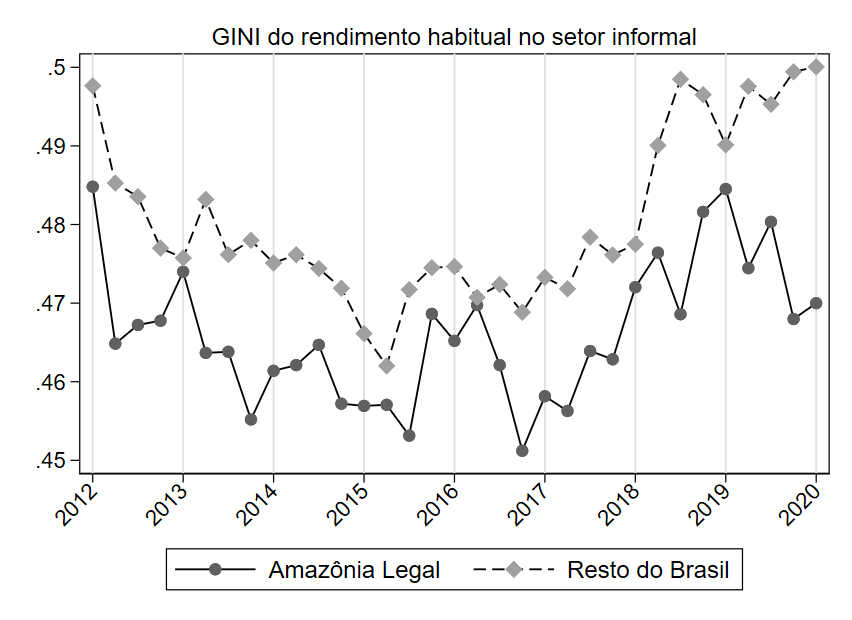 GINI do rendimento habitual no setor informal
.5
.49
.48
.47
.46
.45
2012 2013 2014 2015 2016 2017 2018 2019 2020
Amazônia Legal Resto do Brasil